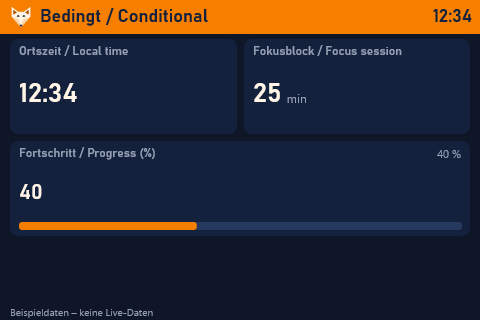 Bedingt / Conditional
12:34
Ortszeit / Local time
12:34
Fokusblock / Focus session
25 min
Fortschritt / Progress (%)
40 %
40
Beispieldaten – keine Live-Daten